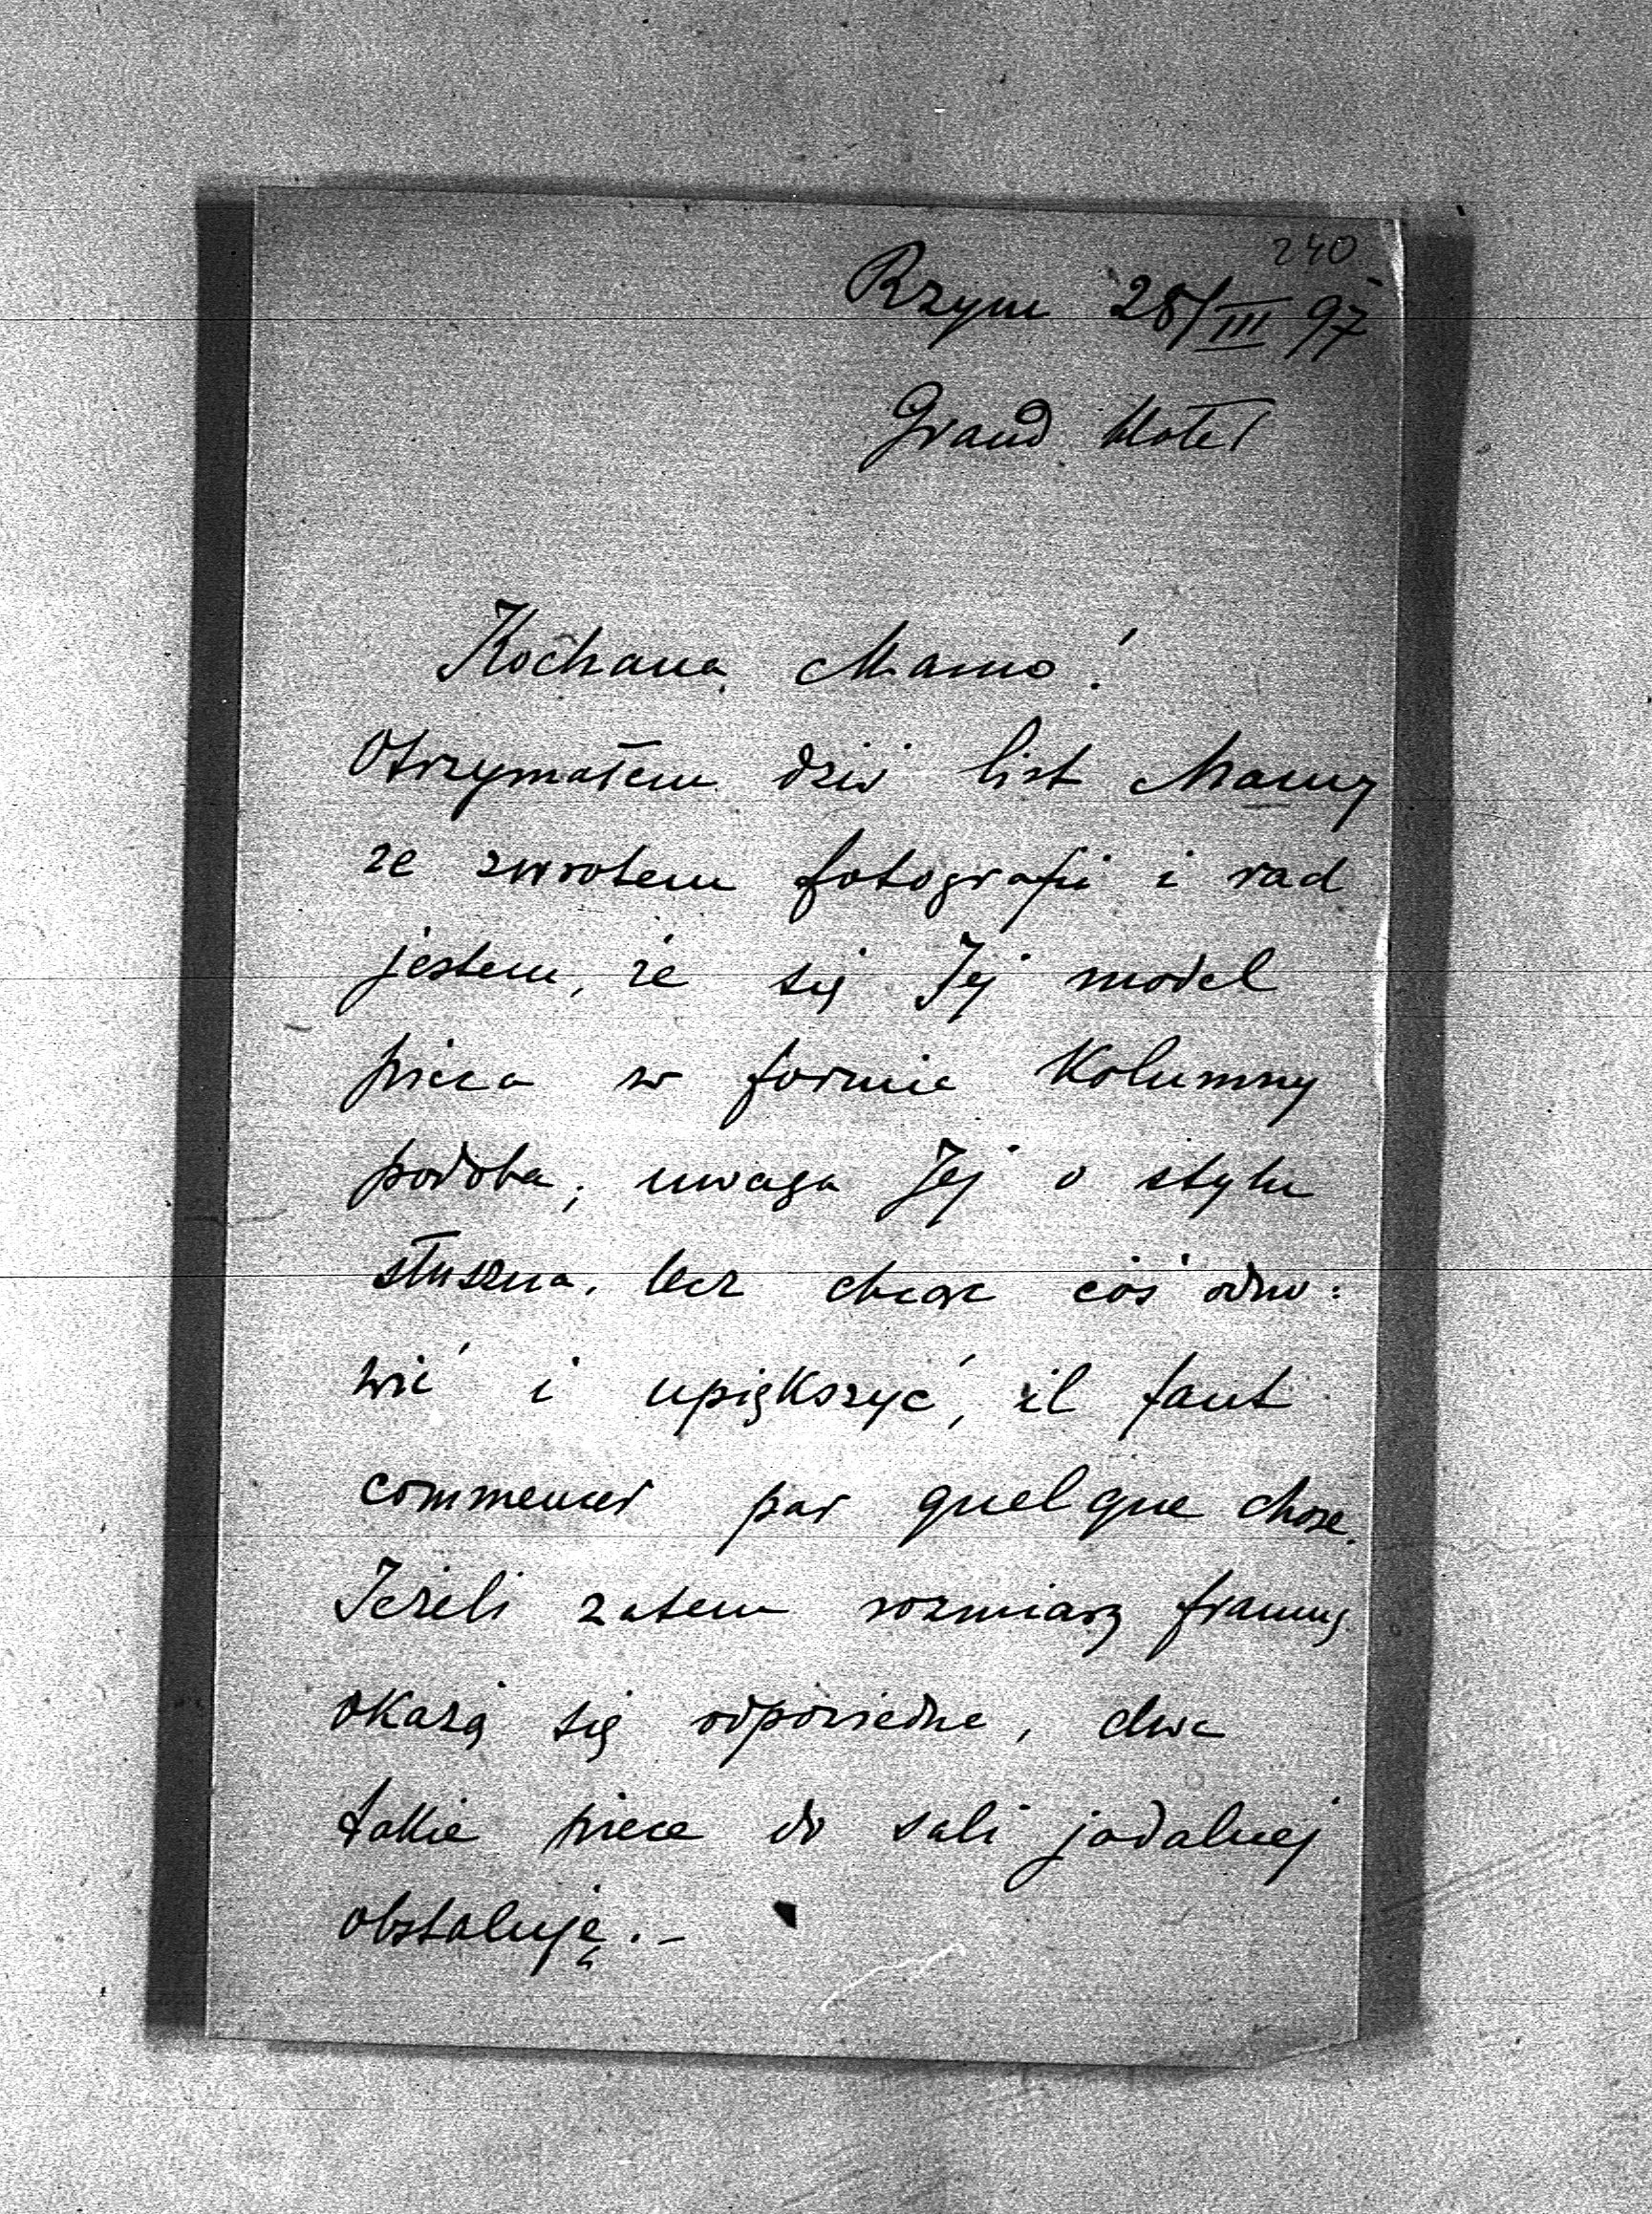 240
Rzym 28/III 97
Grand Hotel
Kochana Mamo!
Otrzymałem dziś list Mamy
ze zwrotem fotografii i rad
jestem, że się Jej model
pieca w formie Kolumny
podoba; uwaga Jej o stylu
słuszna, lecz chcąc coś odno:
wić i upiększyć, il faut
commencer par quelque chose.
Jeżeli zatem rozmiary framug
okażą się odpowiednie, dwa
takie piece do sali jadalnej
obstaluję.-